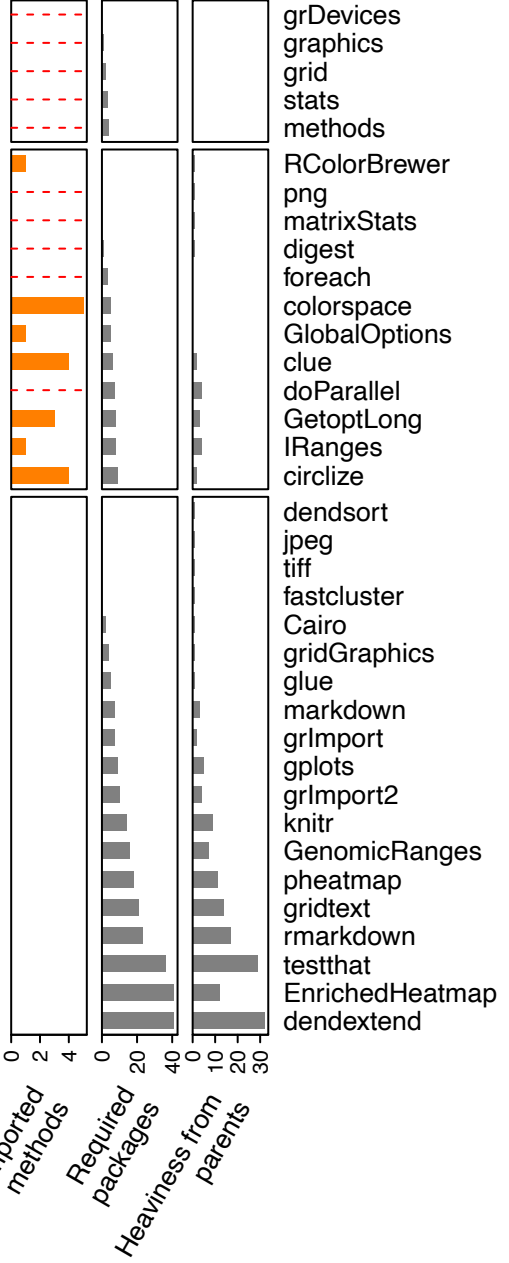 grDevices
graphics
grid
stats
methods
RColorBrewer
png
matrixStats
digest
foreach
colorspace
GlobalOptions
clue
doParallel
GetoptLong
IRanges
circlize
dendsort
jpeg
tiff
fastcluster
Cairo
gridGraphics
glue
markdown
grImport
gplots
grImport2
knitr
GenomicRanges
pheatmap
gridtext
rmarkdown
testthat
EnrichedHeatmap
dendextend
0 2 4
0 20 40
0 10 20 30
methods
Required
packages
Heaviness from
parents